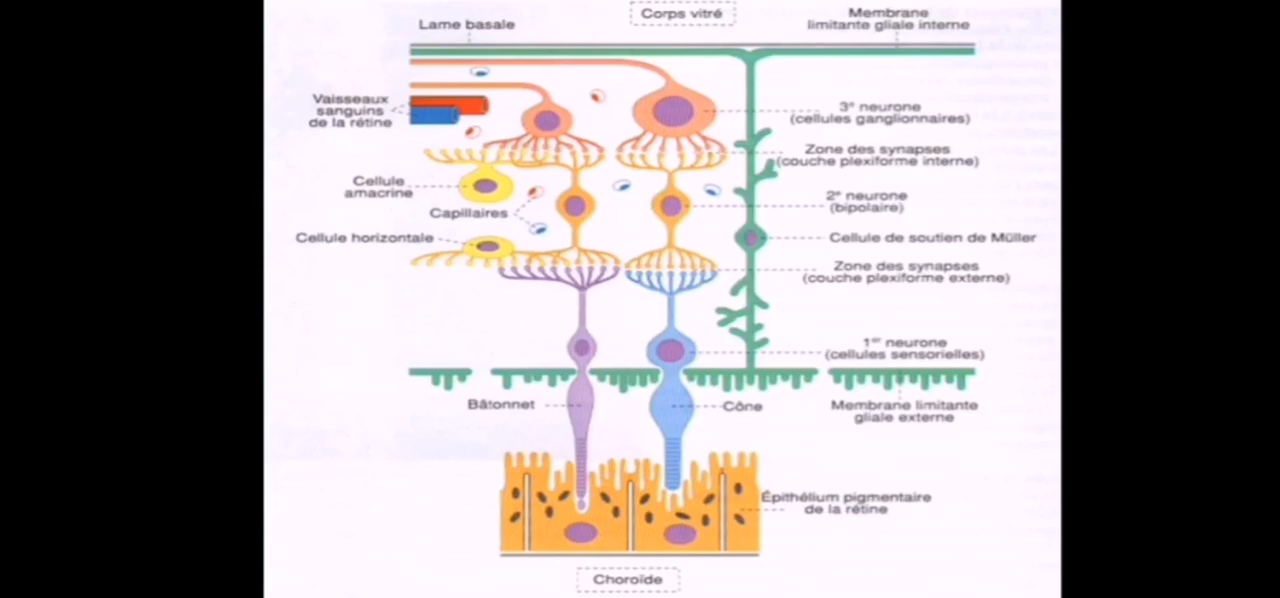 Corps vitré
Lame basale
Membrane
limitante gliale interne
Vaisseaux
sanguins
de la rétine
3e neurone
(cellules ganglionnaires)
Zone des synapses
(couche plexiforme interne)
Cellule
amacrine
2e neurone
(bipolaire)
Capillaires
Cellule horizontale
Cellule de soutien de Müller
Zone des synapses
(couche plexiforme externe)
1er neurone
(cellules sensorielles)
Bâtonnet
Cône
Membrane limitante
gliale externe
Épithélium pigmentaire
de la rétine
Choroïde